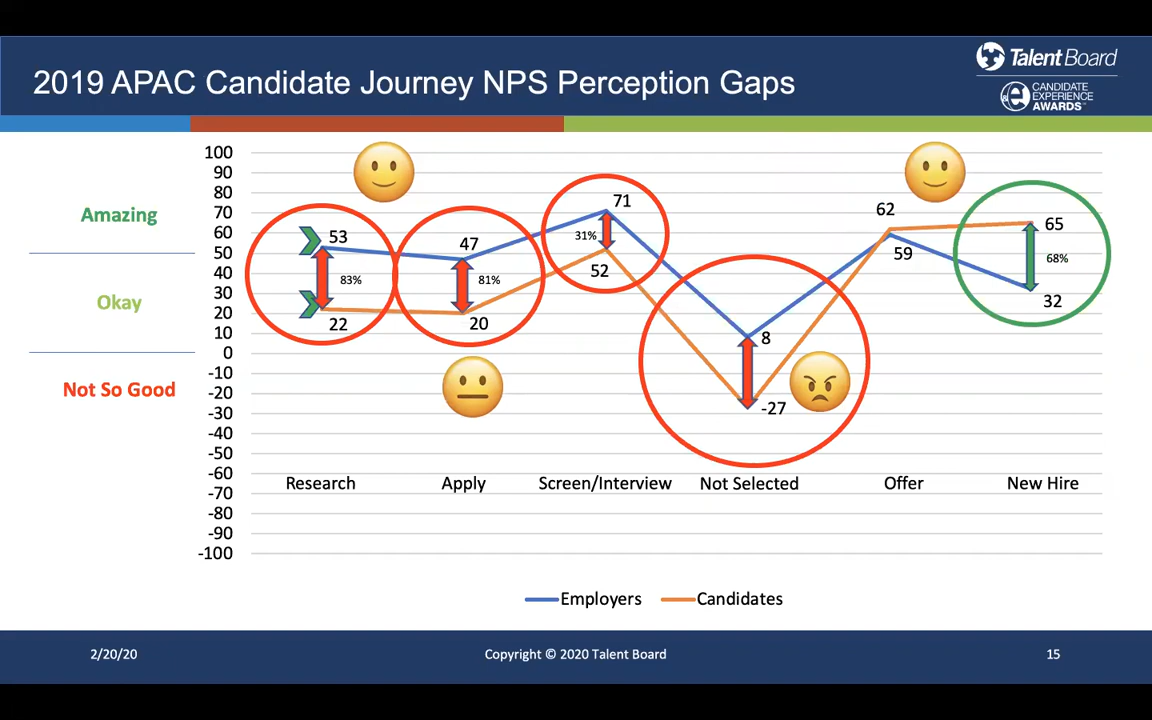 2019 APAC Candidate Journey NPS Perception Gaps
TalentBoard
CANDIDATE
EXPERIENCE
AWARDS™
Amazing
Okay
Not So Good
100
90
80
70
60
50
40
30
20
10
0
-10
-20
-30
-40
-50
-60
-70
-80
-90
-100
53
83%
22
47
81%
20
71
31%
52
8
-27
62
59
65
68%
32
Research
Apply
Screen/Interview
Not Selected
Offer
New Hire
Employers
Candidates
2/20/20
Copyright © 2020 Talent Board
15